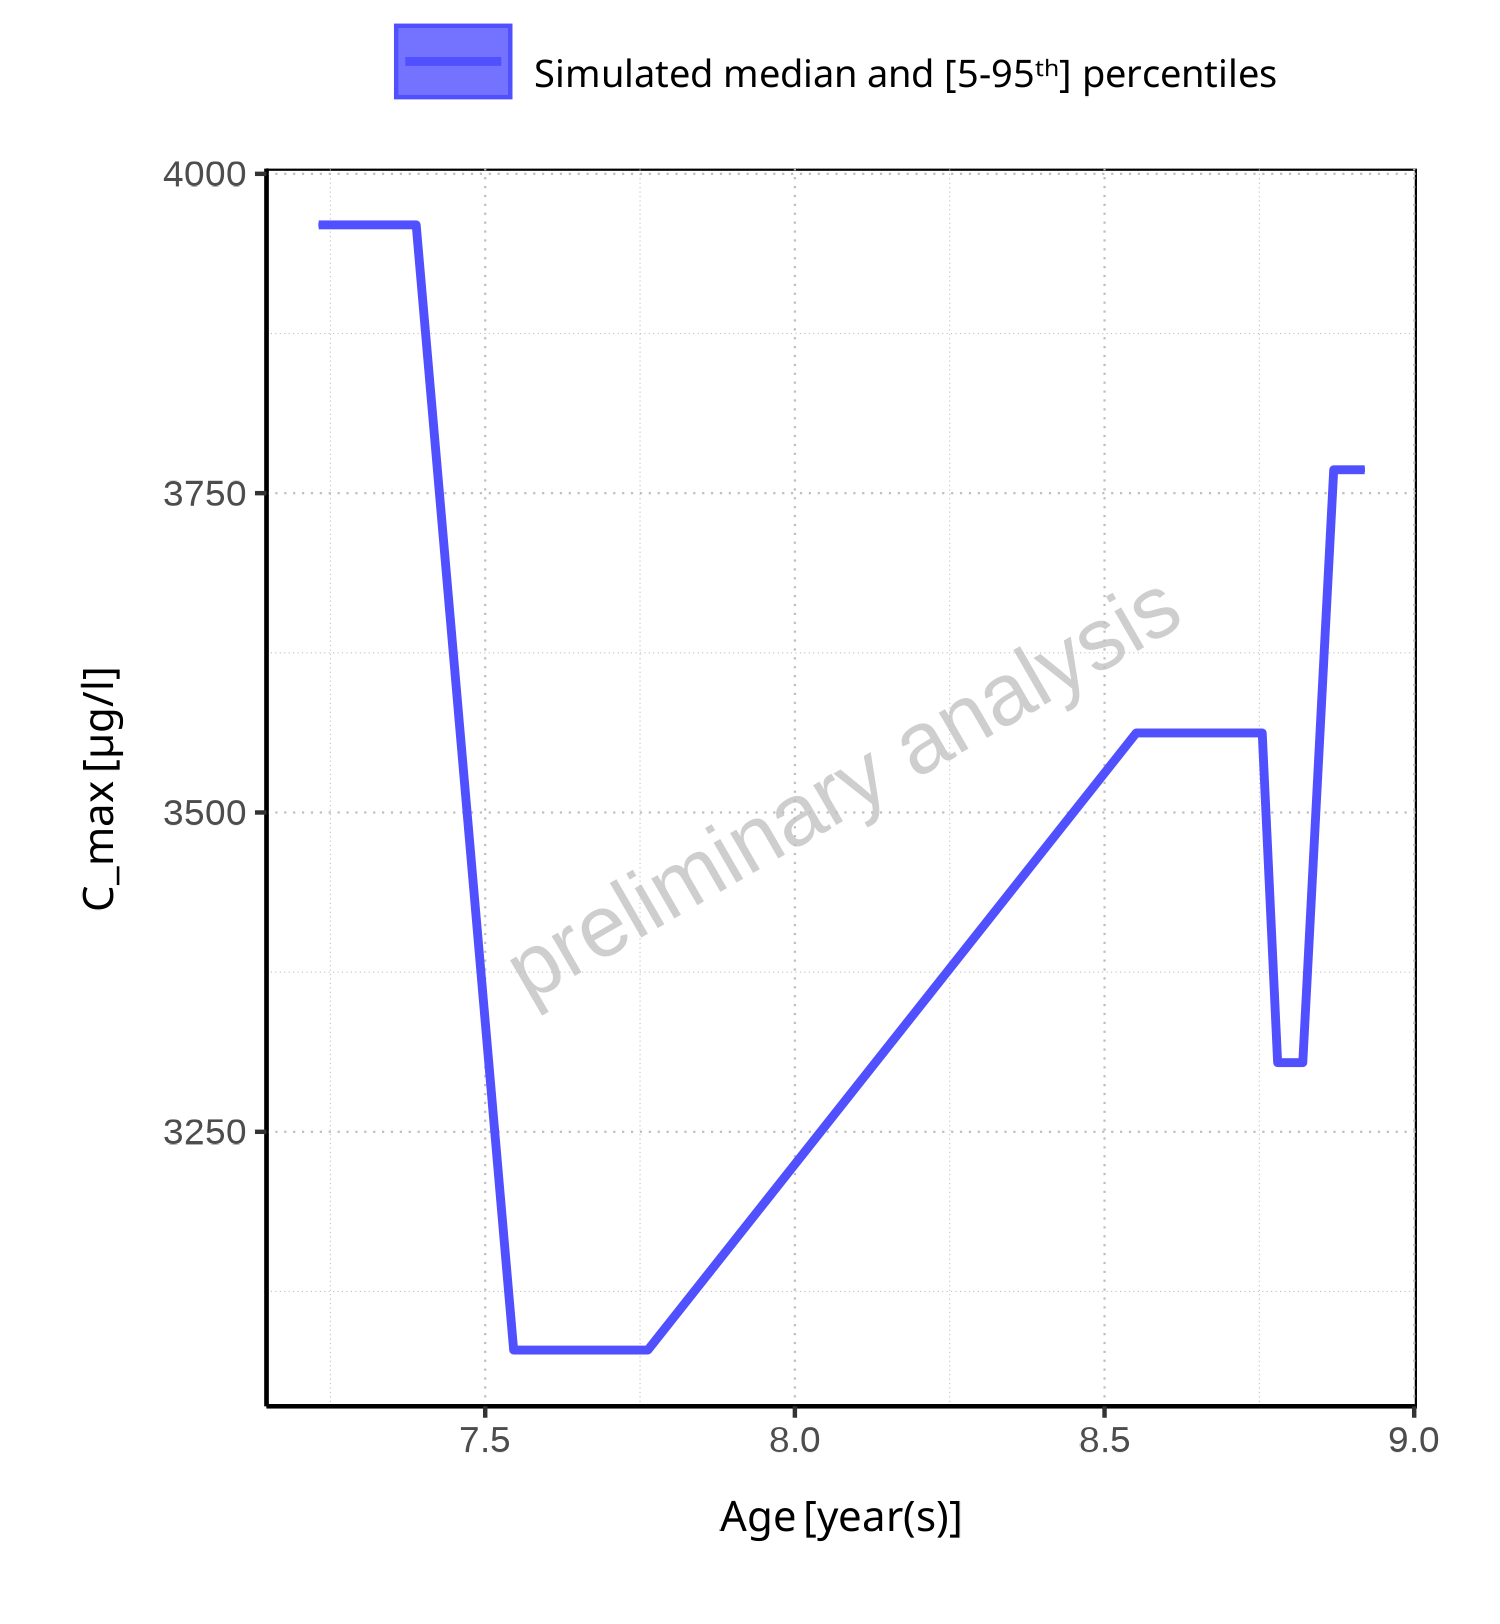 Simulated median and [5-95th] percentiles
4000
3750
3500
3250
C_max [µg/l]
preliminary analysis
7.5 8.0 8.5 9.0
Age [year(s)]